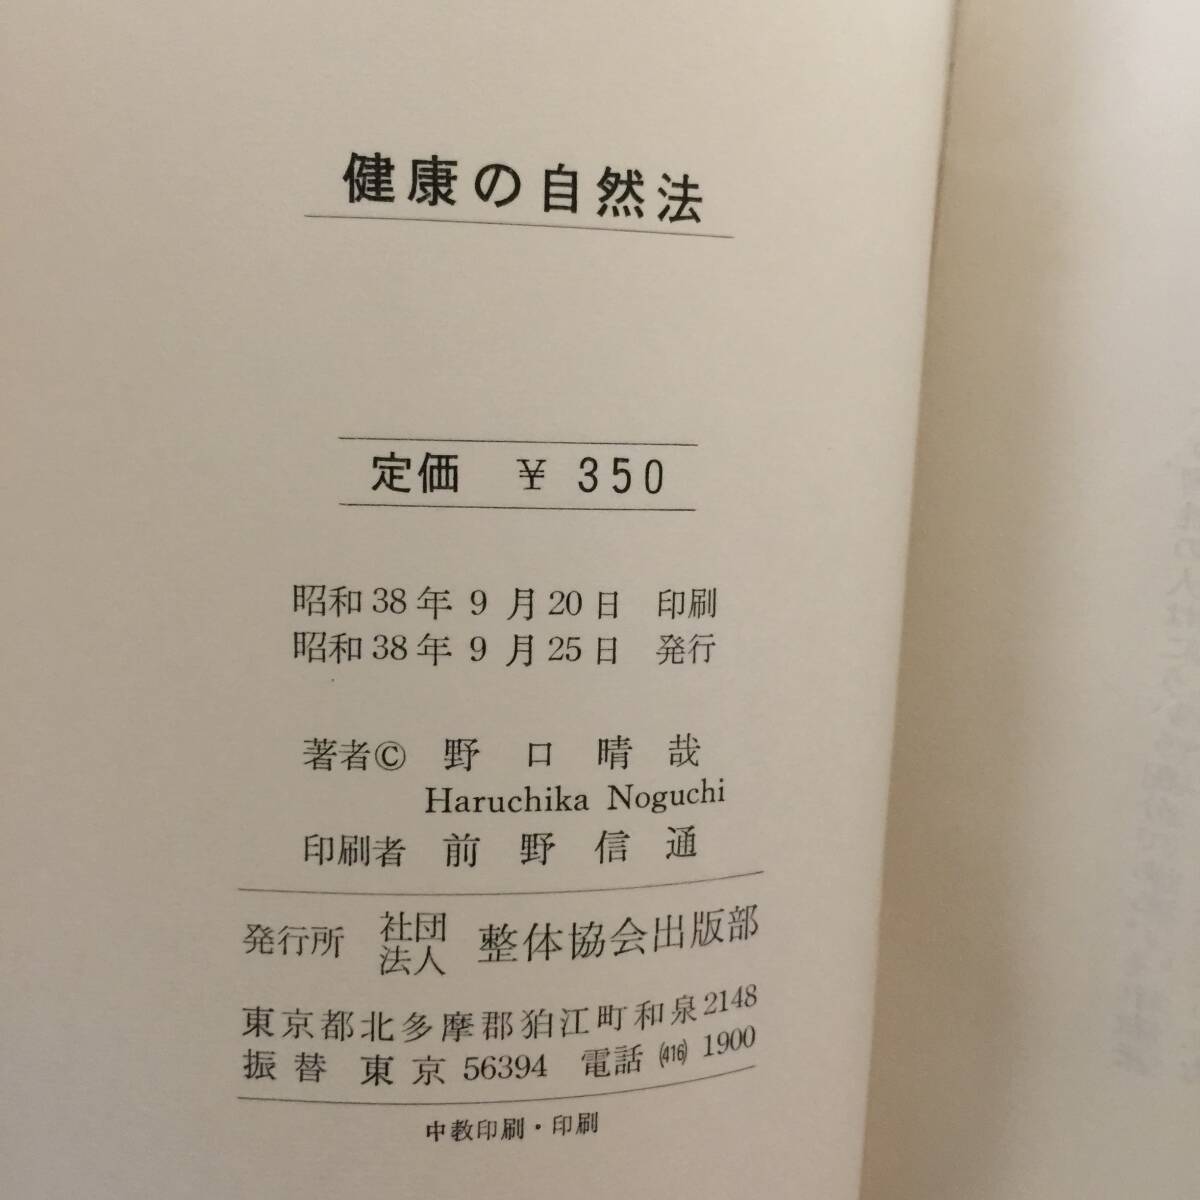 健康の自然法
定価 ¥ 350
昭和38年9月20日 印刷
昭和38年9月25日 発行
著者© 野口晴哉
Haruchika Noguchi
印刷者 前野信通
発行所 社団法人 整体協会出版部
東京都北多摩郡狛江町和泉2148
振替 東京 56394 電話 (416) 1900
中教印刷・印刷